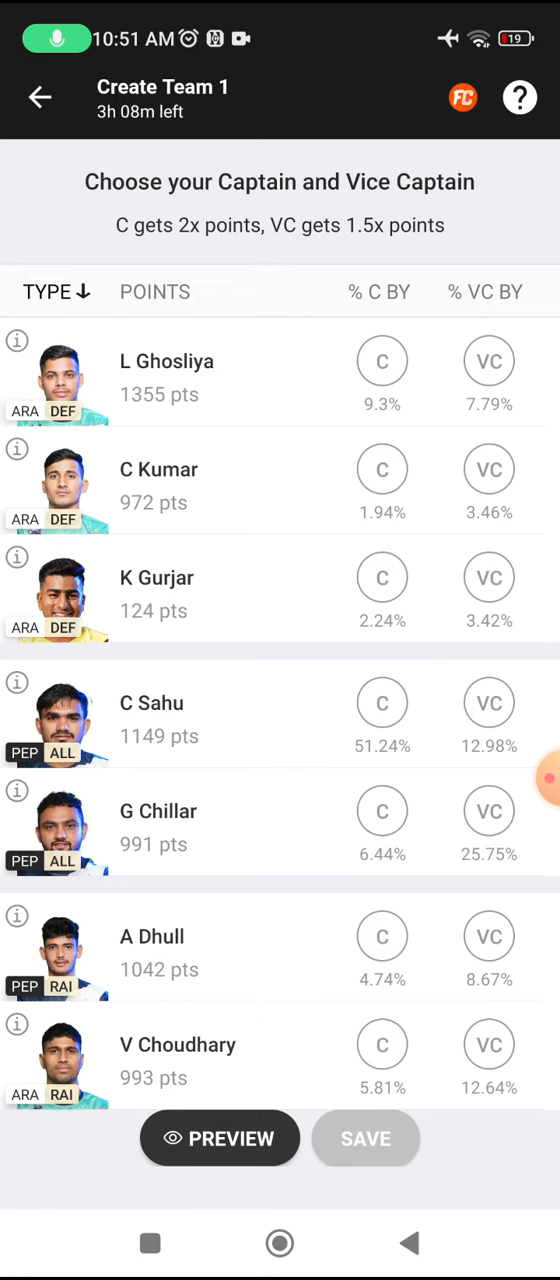 10:51 AM
19
Create Team 1
3h 08m left
FC
?
Choose your Captain and Vice Captain
C gets 2x points, VC gets 1.5x points
TYPE POINTS % C BY % VC BY
L Ghosliya
1355 pts
C VC
ARA DEF
9.3% 7.79%
C Kumar
972 pts
C VC
ARA DEF
1.94% 3.46%
K Gurjar
124 pts
C VC
ARA DEF
2.24% 3.42%
C Sahu
1149 pts
C VC
PEP ALL
51.24% 12.98%
G Chillar
991 pts
C VC
PEP ALL
6.44% 25.75%
A Dhull
1042 pts
C VC
PEP RAI
4.74% 8.67%
V Choudhary
993 pts
C VC
ARA RAI
5.81% 12.64%
PREVIEW SAVE